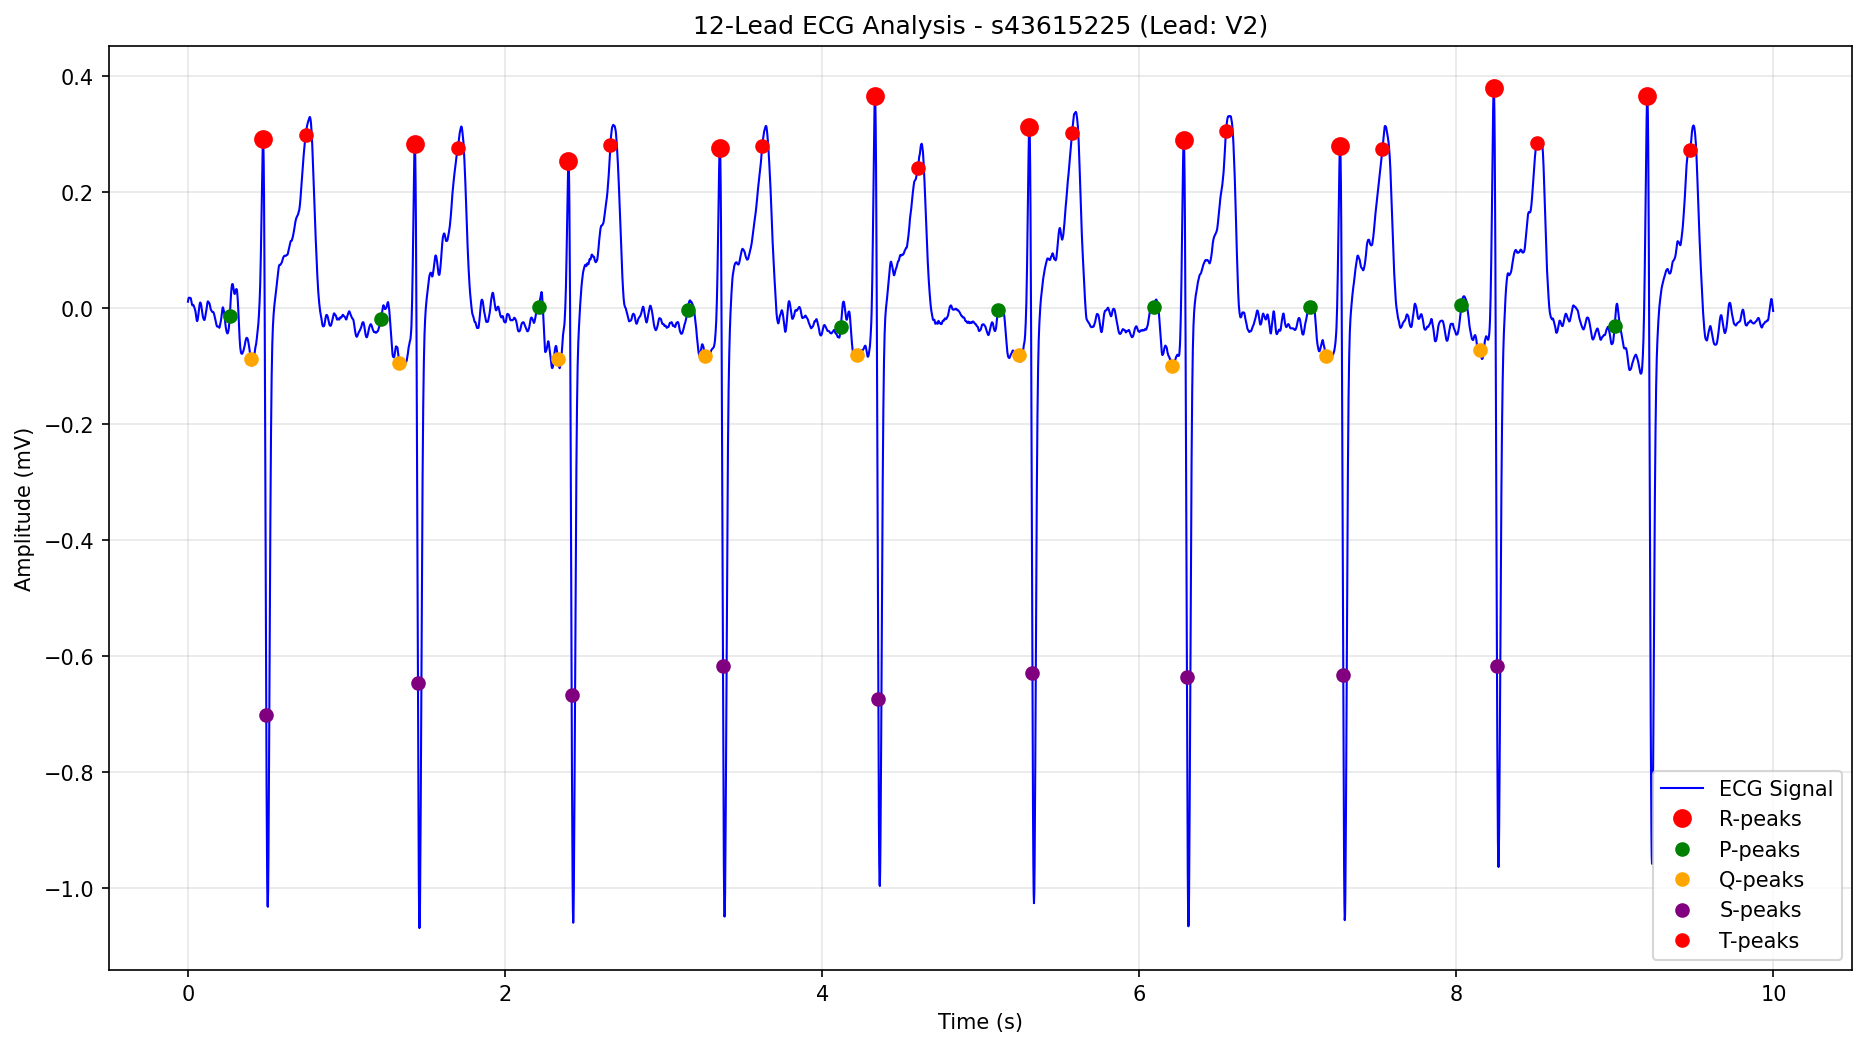 12-Lead ECG Analysis - s43615225 (Lead: V2)
Amplitude (mV)
0.4
0.2
0.0
−0.2
−0.4
−0.6
−0.8
−1.0
ECG Signal
R-peaks
P-peaks
Q-peaks
S-peaks
T-peaks
0 2 4 6 8 10
Time (s)